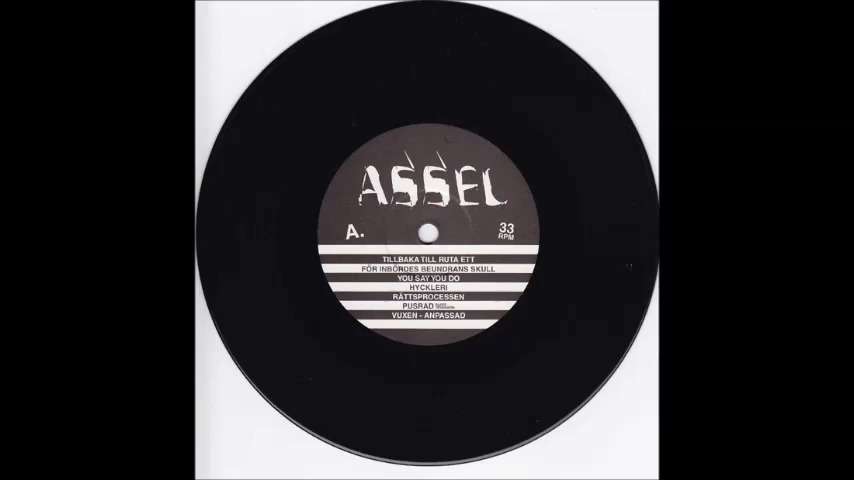 ASSEL
A.
33
RPM
TILLBAKA TILL RUTA ETT
FÖR INBÖRDES BEUNDRANS SKULL
YOU SAY YOU DO
HYCKLERI
RÄTTSPROCESSEN
PUSRAD
VUXEN - ANPASSAD